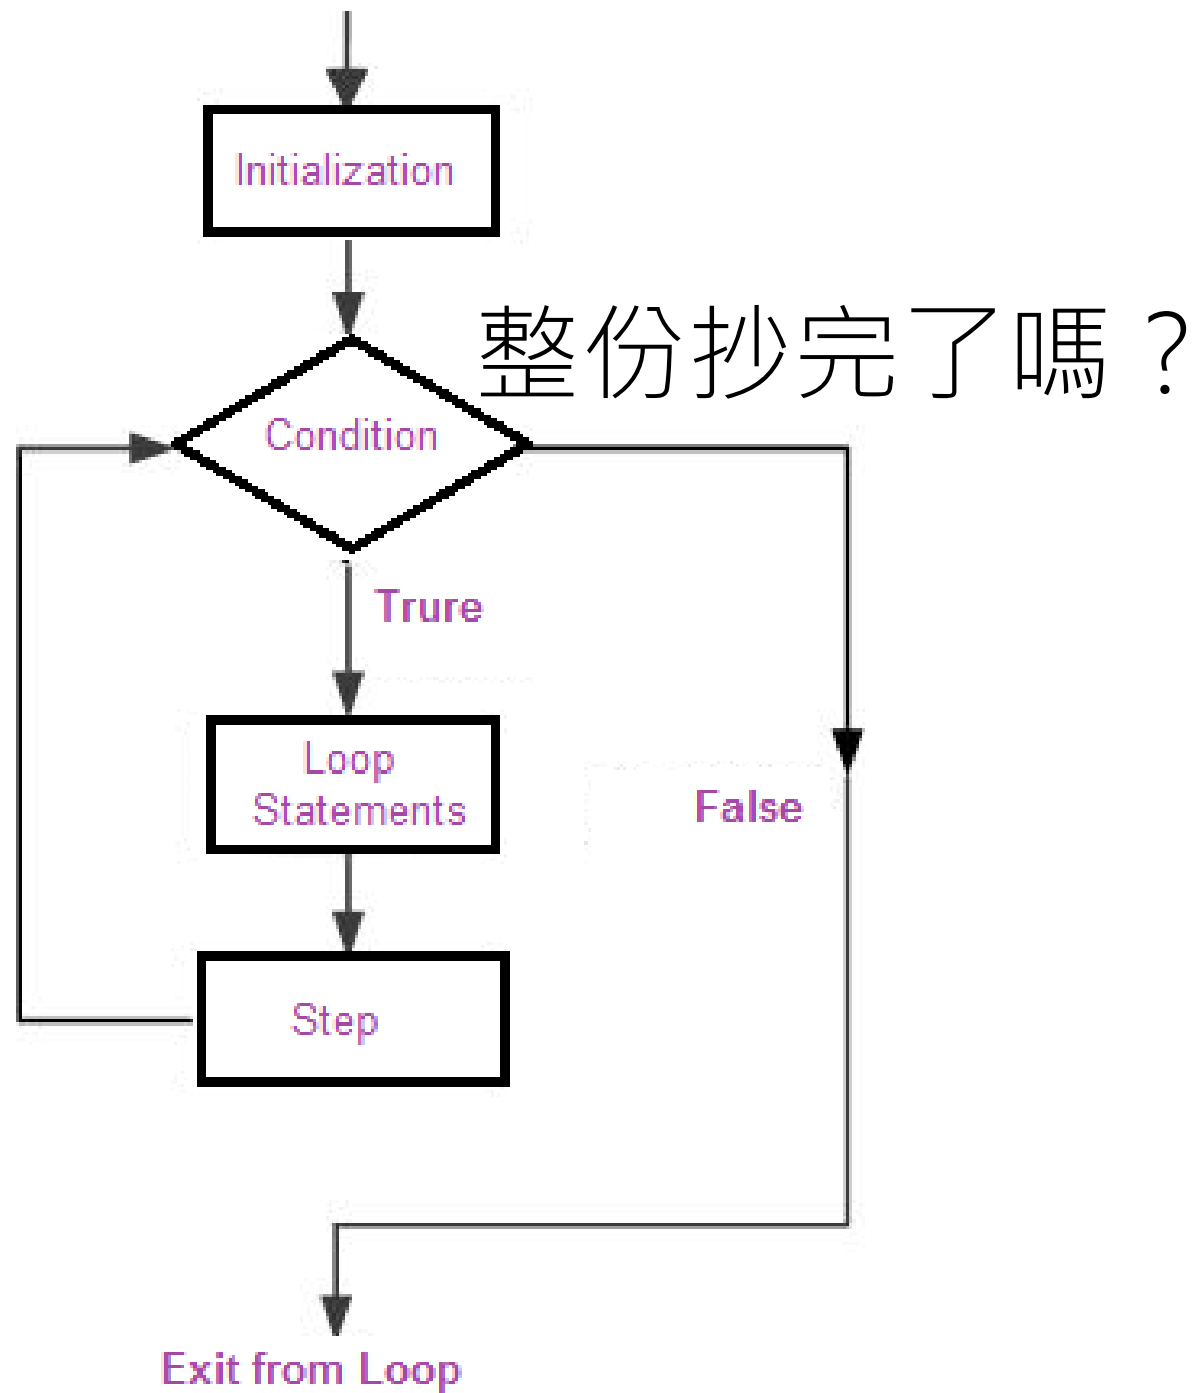 Initialization
整份抄完了嗎？
Condition
Trure
Loop
Statements
False
Step
Exit from Loop